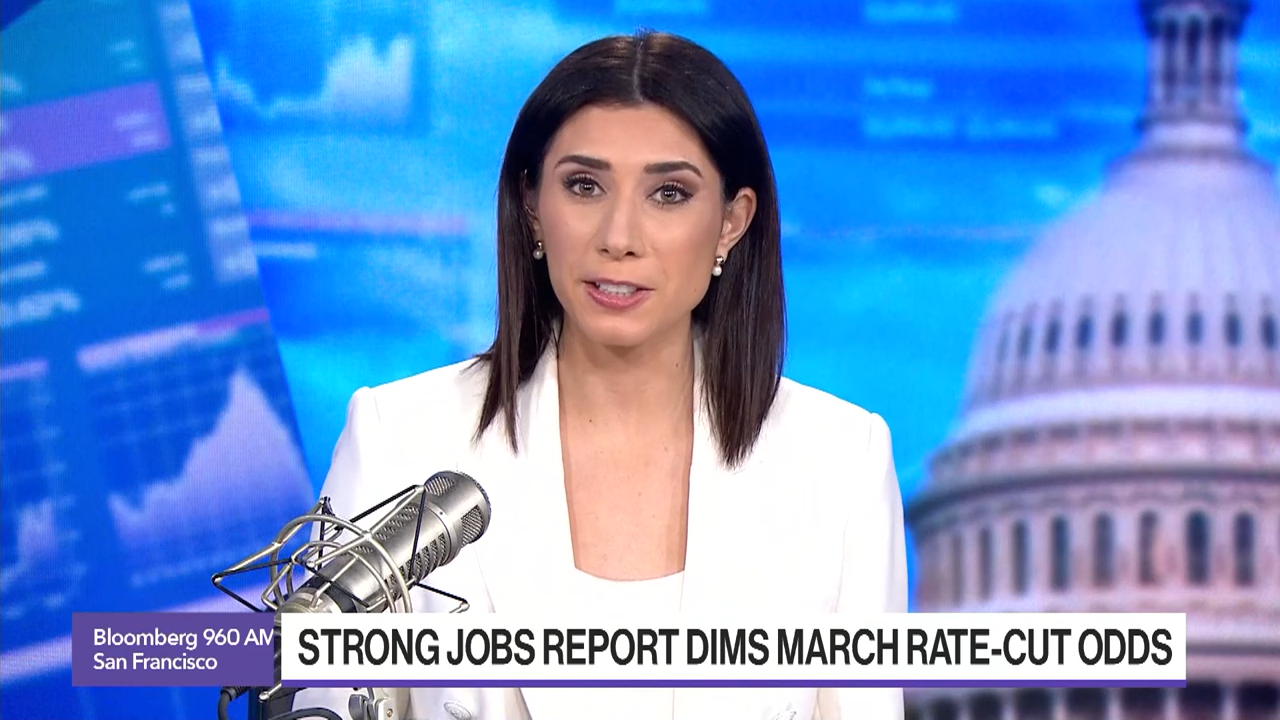 Bloomberg 960 AM
San Francisco
STRONG JOBS REPORT DIMS MARCH RATE-CUT ODDS